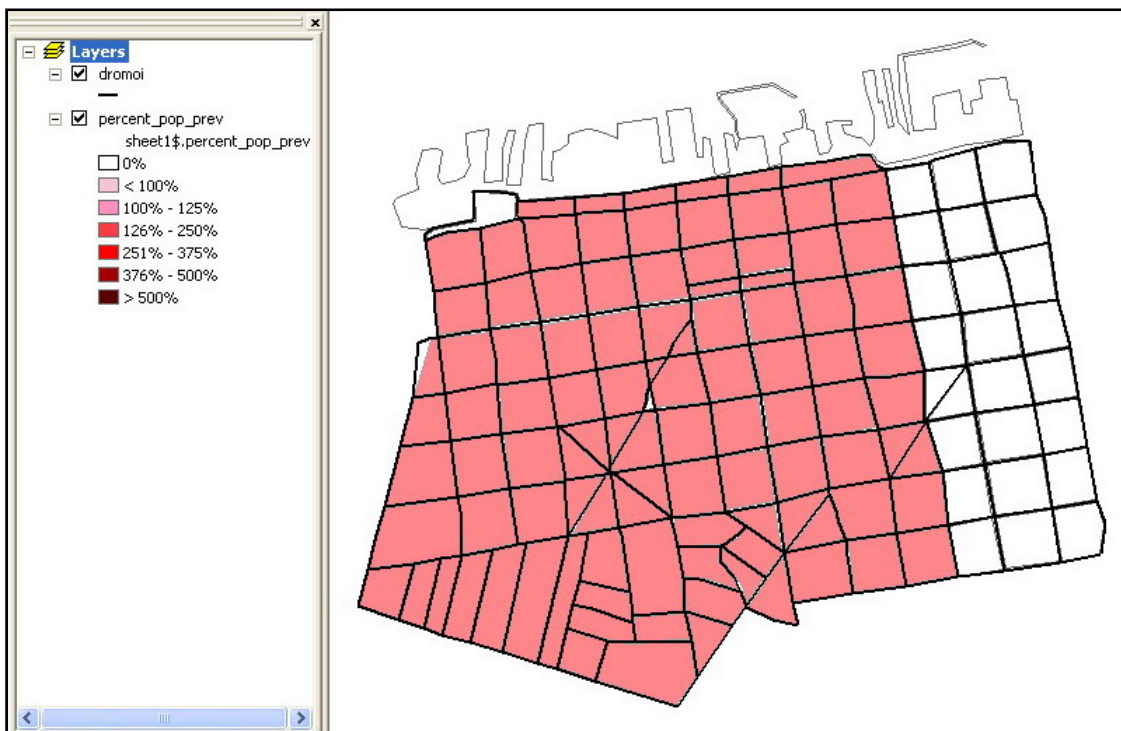 Layers
dromoi
percent_pop_prev
sheet1$.percent_pop_prev
0%
< 100%
100% - 125%
126% - 250%
251% - 375%
376% - 500%
> 500%